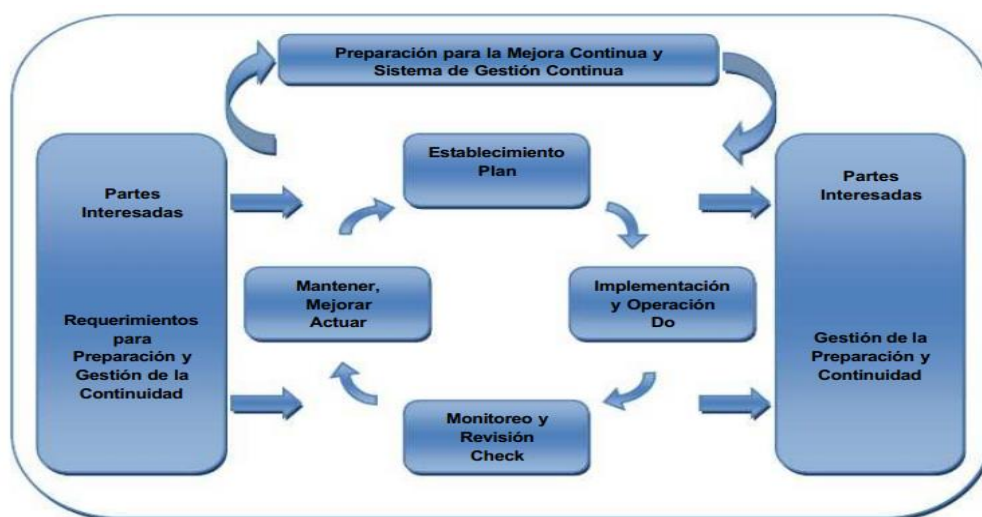 Preparación para la Mejora Continua y
Sistema de Gestión Continua
Partes
Interesadas
Requerimientos
para
Preparación y
Gestión de la
Continuidad
Establecimiento
Plan
Mantener,
Mejorar
Actuar
Implementación
y Operación
Do
Monitoreo y
Revisión
Check
Partes
Interesadas
Gestión de la
Preparación y
Continuidad